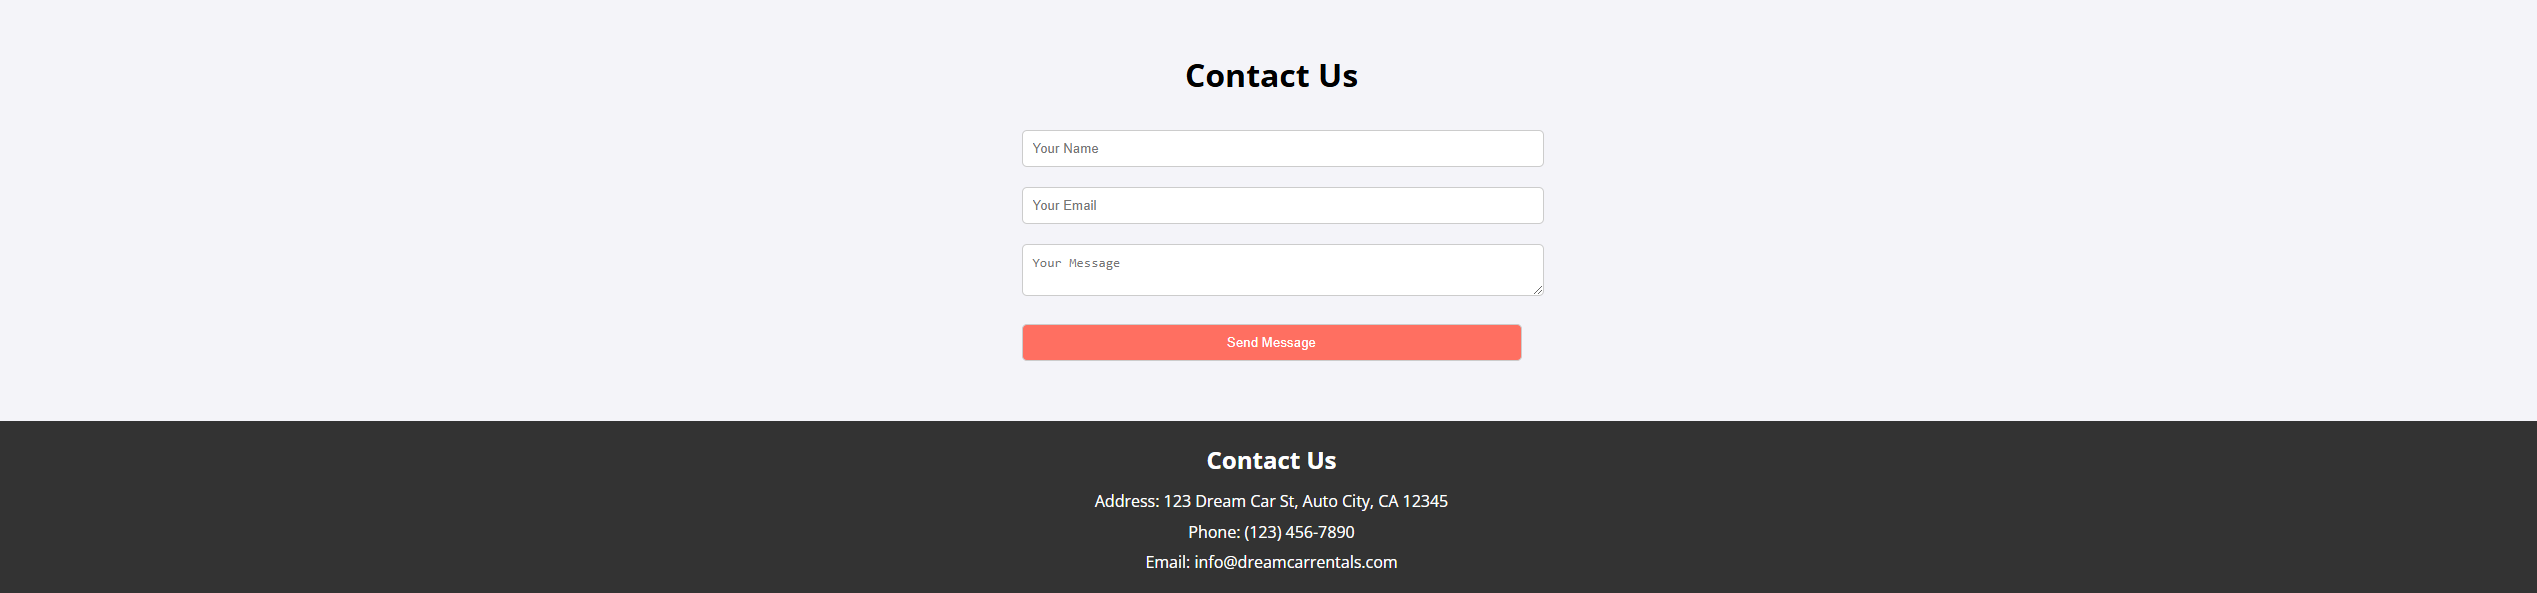 Contact Us
Your Name
Your Email
Your Message
Send Message
Contact Us
Address: 123 Dream Car St, Auto City, CA 12345
Phone: (123) 456-7890
Email: info@dreamcarrentals.com